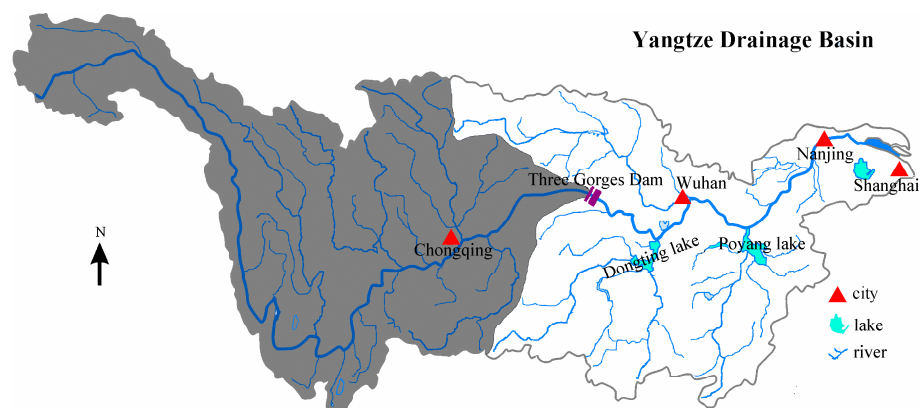 Yangtze Drainage Basin
Nanjing
Shanghai
Three Gorges Dam
Wuhan
Chongqing
Dongting lake
Poyang lake
N
city
lake
river